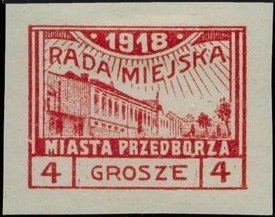 1918
RADA MIEJSKA
MIASTA PRZEDBORZA
4 GROSZE 4